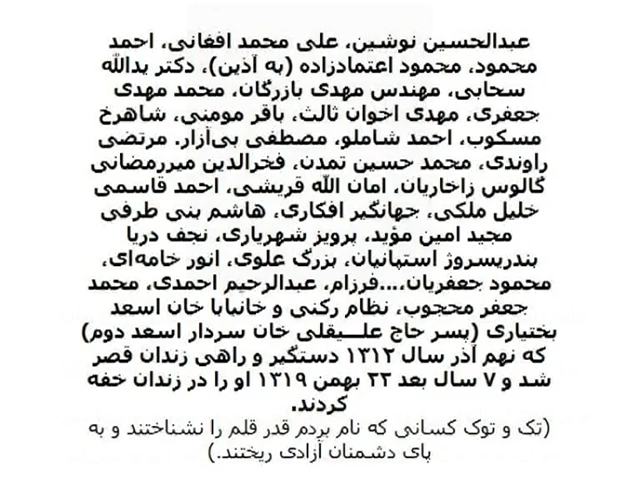 عبدالحسین نوشین، علی محمد افغانی، احمد
محمود، محمود اعتمادزاده (به آذین)، دکتر یدالله
سحابی، مهندس مهدی بازرگان، محمد مهدی
جعفری، مهدی اخوان ثالث، باقر مومنی، شاهرخ
مسکوب، احمد شاملو، مصطفی بی‌آزار. مرتضی
راوندی، محمد حسین تمدن، فخرالدین میررمضانی
گالوس زاخاریان، امان الله قریشی، احمد قاسمی
خلیل ملکی، جهانگیر افکاری، هاشم بنی طرفی
مجید امین مؤید، پرویز شهریاری، نجف دریا
بندریسروژ استپانیان، بزرگ علوی، انور خامه‌ای،
محمود جعفریان،...فرزام، عبدالرحیم احمدی، محمد
جعفر محجوب، نظام رکنی و خانبابا خان اسعد
بختیاری (پسر حاج علـــیقلی خان سردار اسعد دوم)
که نهم آذر سال ۱۳۱۲ دستگیر و راهی زندان قصر
شد و ۷ سال بعد ۲۲ بهمن ۱۳۱۹ او را در زندان خفه
کردند.
(تک و توک کسانی که نام بردم قدر قلم را نشناختند و به
پای دشمنان آزادی ریختند.)